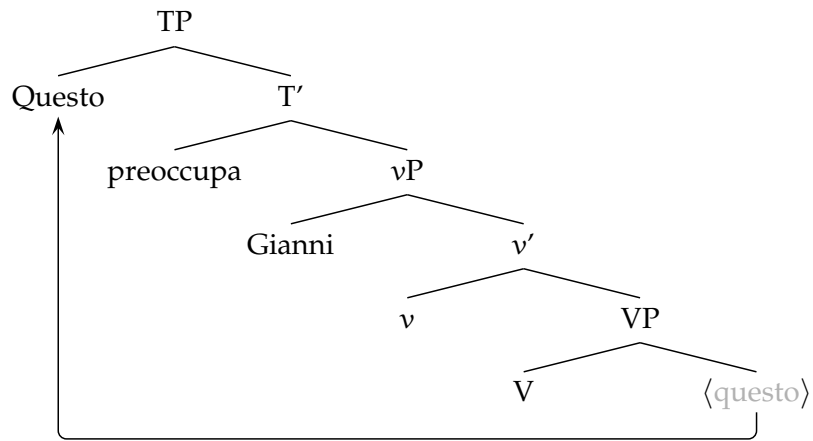 TP
Questo T’
preoccupa vP
Gianni v’
v VP
V ⟨questo⟩